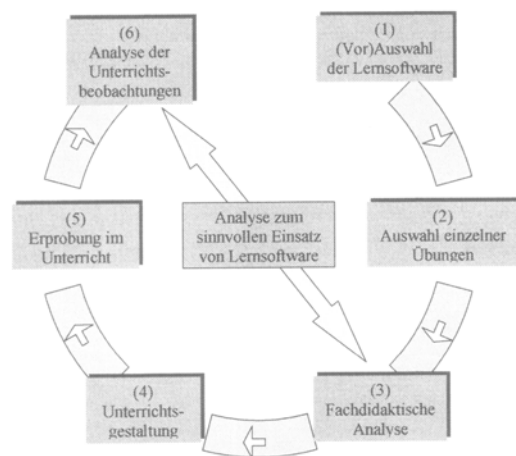 (1)
(Vor)Auswahl
der Lernsoftware
(2)
Auswahl einzelner
Übungen
(3)
Fachdidaktische
Analyse
(4)
Unterrichts-
gestaltung
(5)
Erprobung im
Unterricht
(6)
Analyse der
Unterrichts-
beobachtungen
Analyse zum
sinnvollen Einsatz
von Lernsoftware